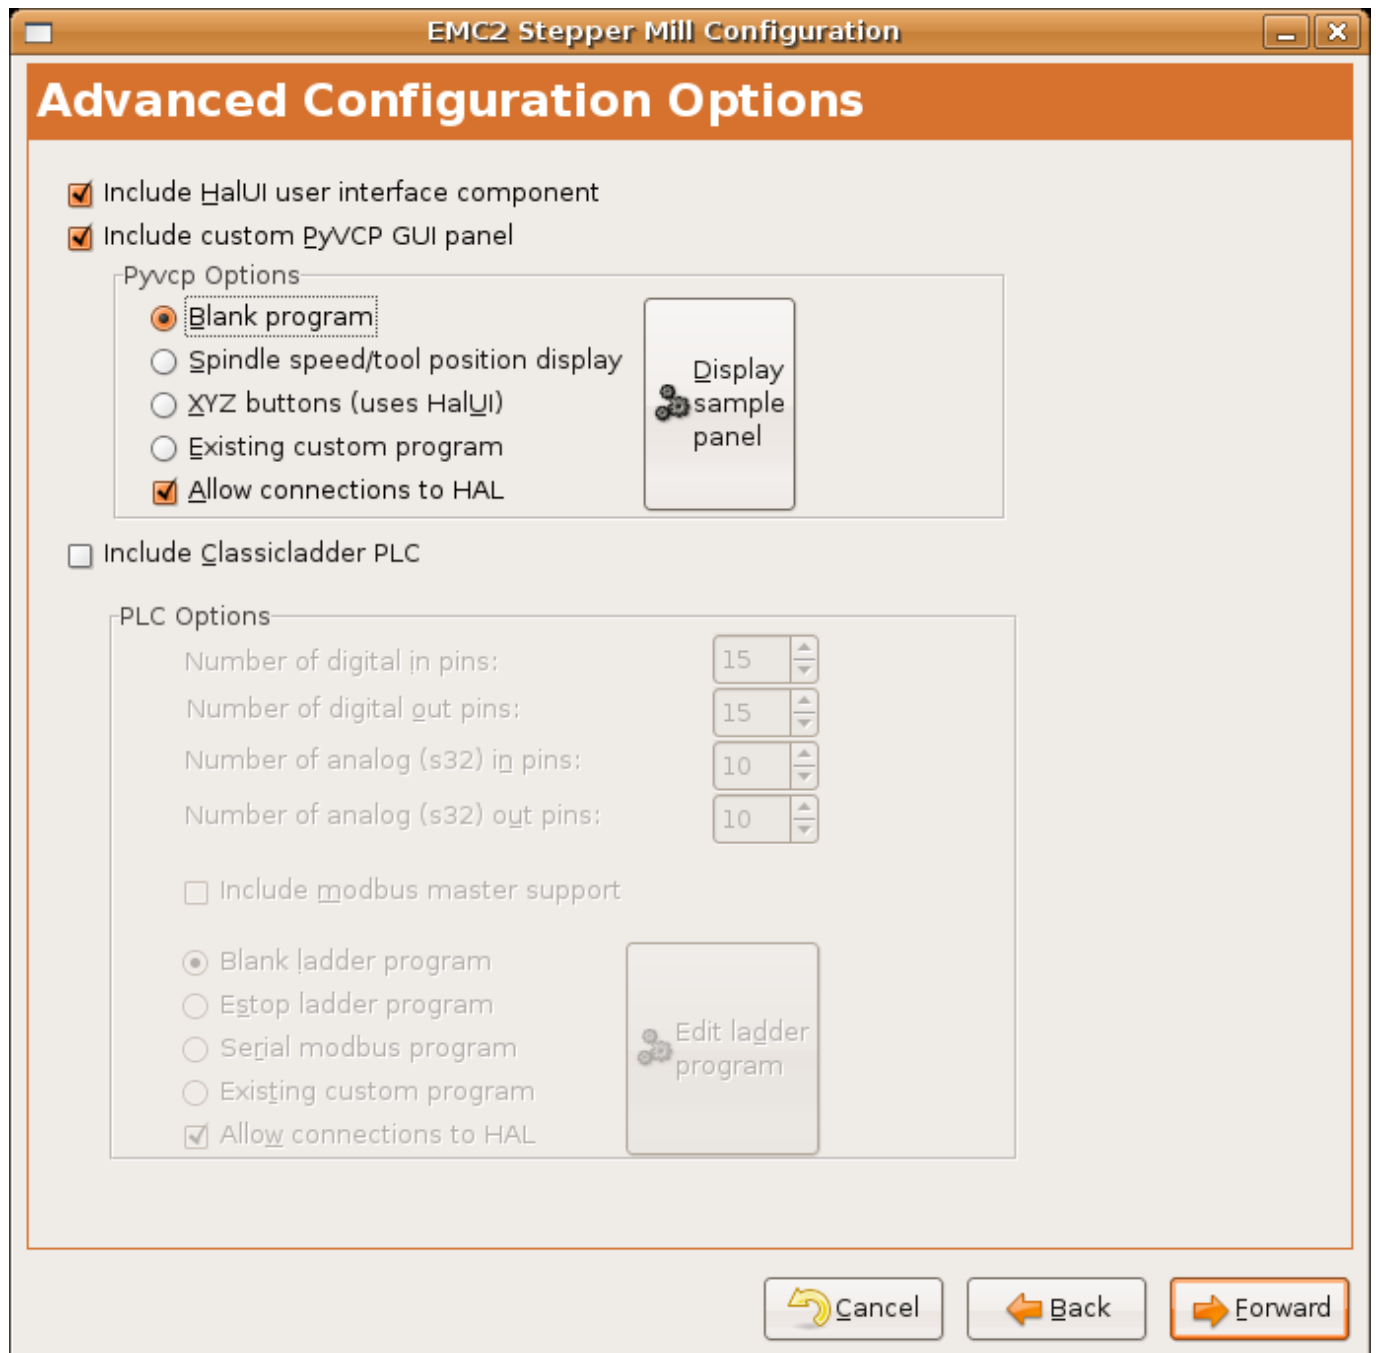 EMC2 Stepper Mill Configuration
Advanced Configuration Options
Include HalUI user interface component
Include custom PyVCP GUI panel
Pyvcp Options
Blank program
Spindle speed/tool position display
XYZ buttons (uses HalUI)
Existing custom program
Allow connections to HAL
Display
sample
panel
Include Classicladder PLC
PLC Options
Number of digital in pins: 15
Number of digital out pins: 15
Number of analog (s32) in pins: 10
Number of analog (s32) out pins: 10
Include modbus master support
Blank ladder program
Estop ladder program
Serial modbus program
Existing custom program
Allow connections to HAL
Edit ladder
program
Cancel Back Forward